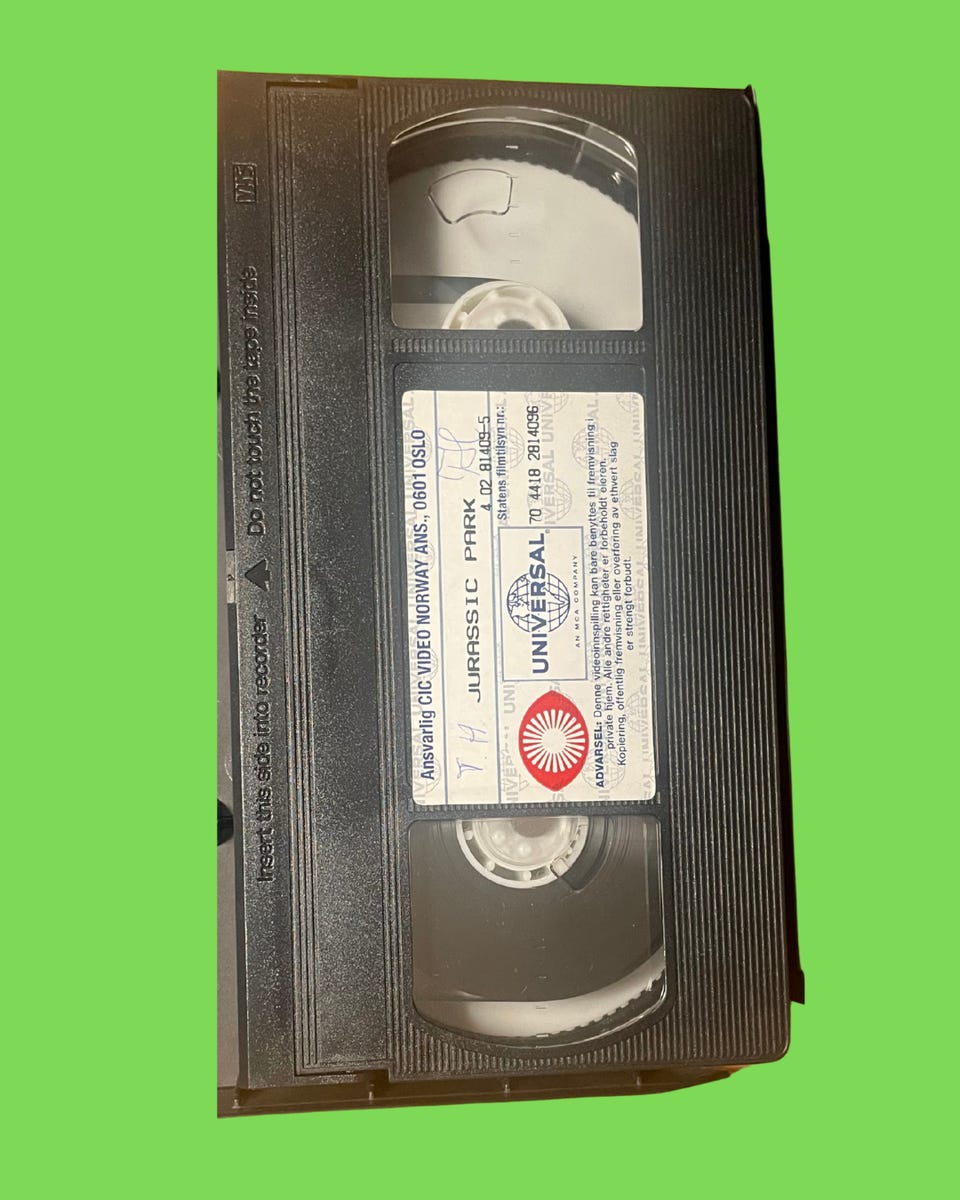 VHS
Insert this side into recorder ▲ Do not touch the tape inside
Ansvarlig CIC VIDEO NORWAY ANS., 0601 OSLO
T.H. JURASSIC PARK
4 02 81409-5
Statens filmtilsyn nr.:
UNIVERSAL
AN MCA COMPANY
70 4418 2814096
ADVARSEL: Denne videoinnspilling kan bare benyttes til fremvisning i
private hjem. Alle andre rettigheter er forbeholdt eieren.
Kopiering, offentlig fremvisning eller overføring av ethvert slag
er strengt forbudt.